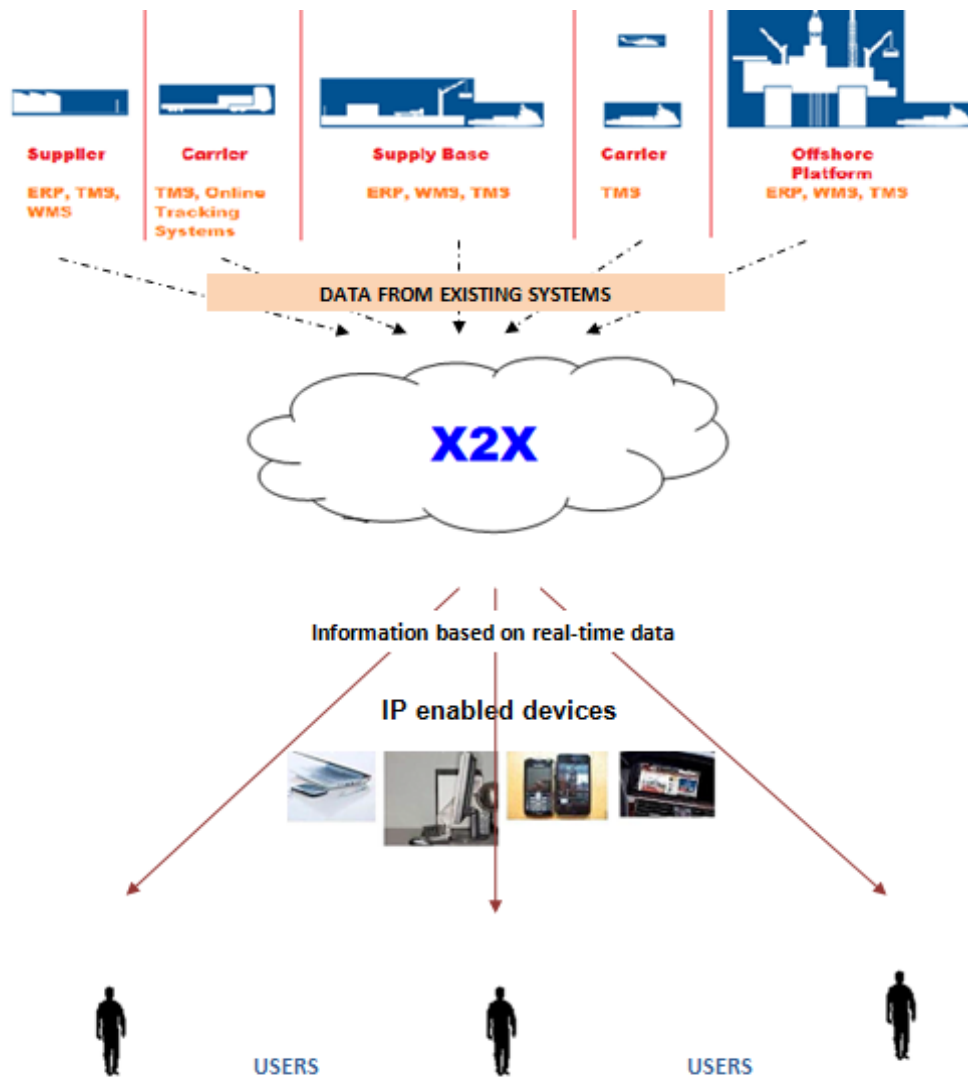 Supplier
Carrier
Supply Base
Carrier
Offshore
Platform
ERP, TMS,
WMS
TMS, Online
Tracking
Systems
ERP, WMS, TMS
TMS
ERP, WMS, TMS
DATA FROM EXISTING SYSTEMS
X2X
Information based on real-time data
IP enabled devices
USERS
USERS